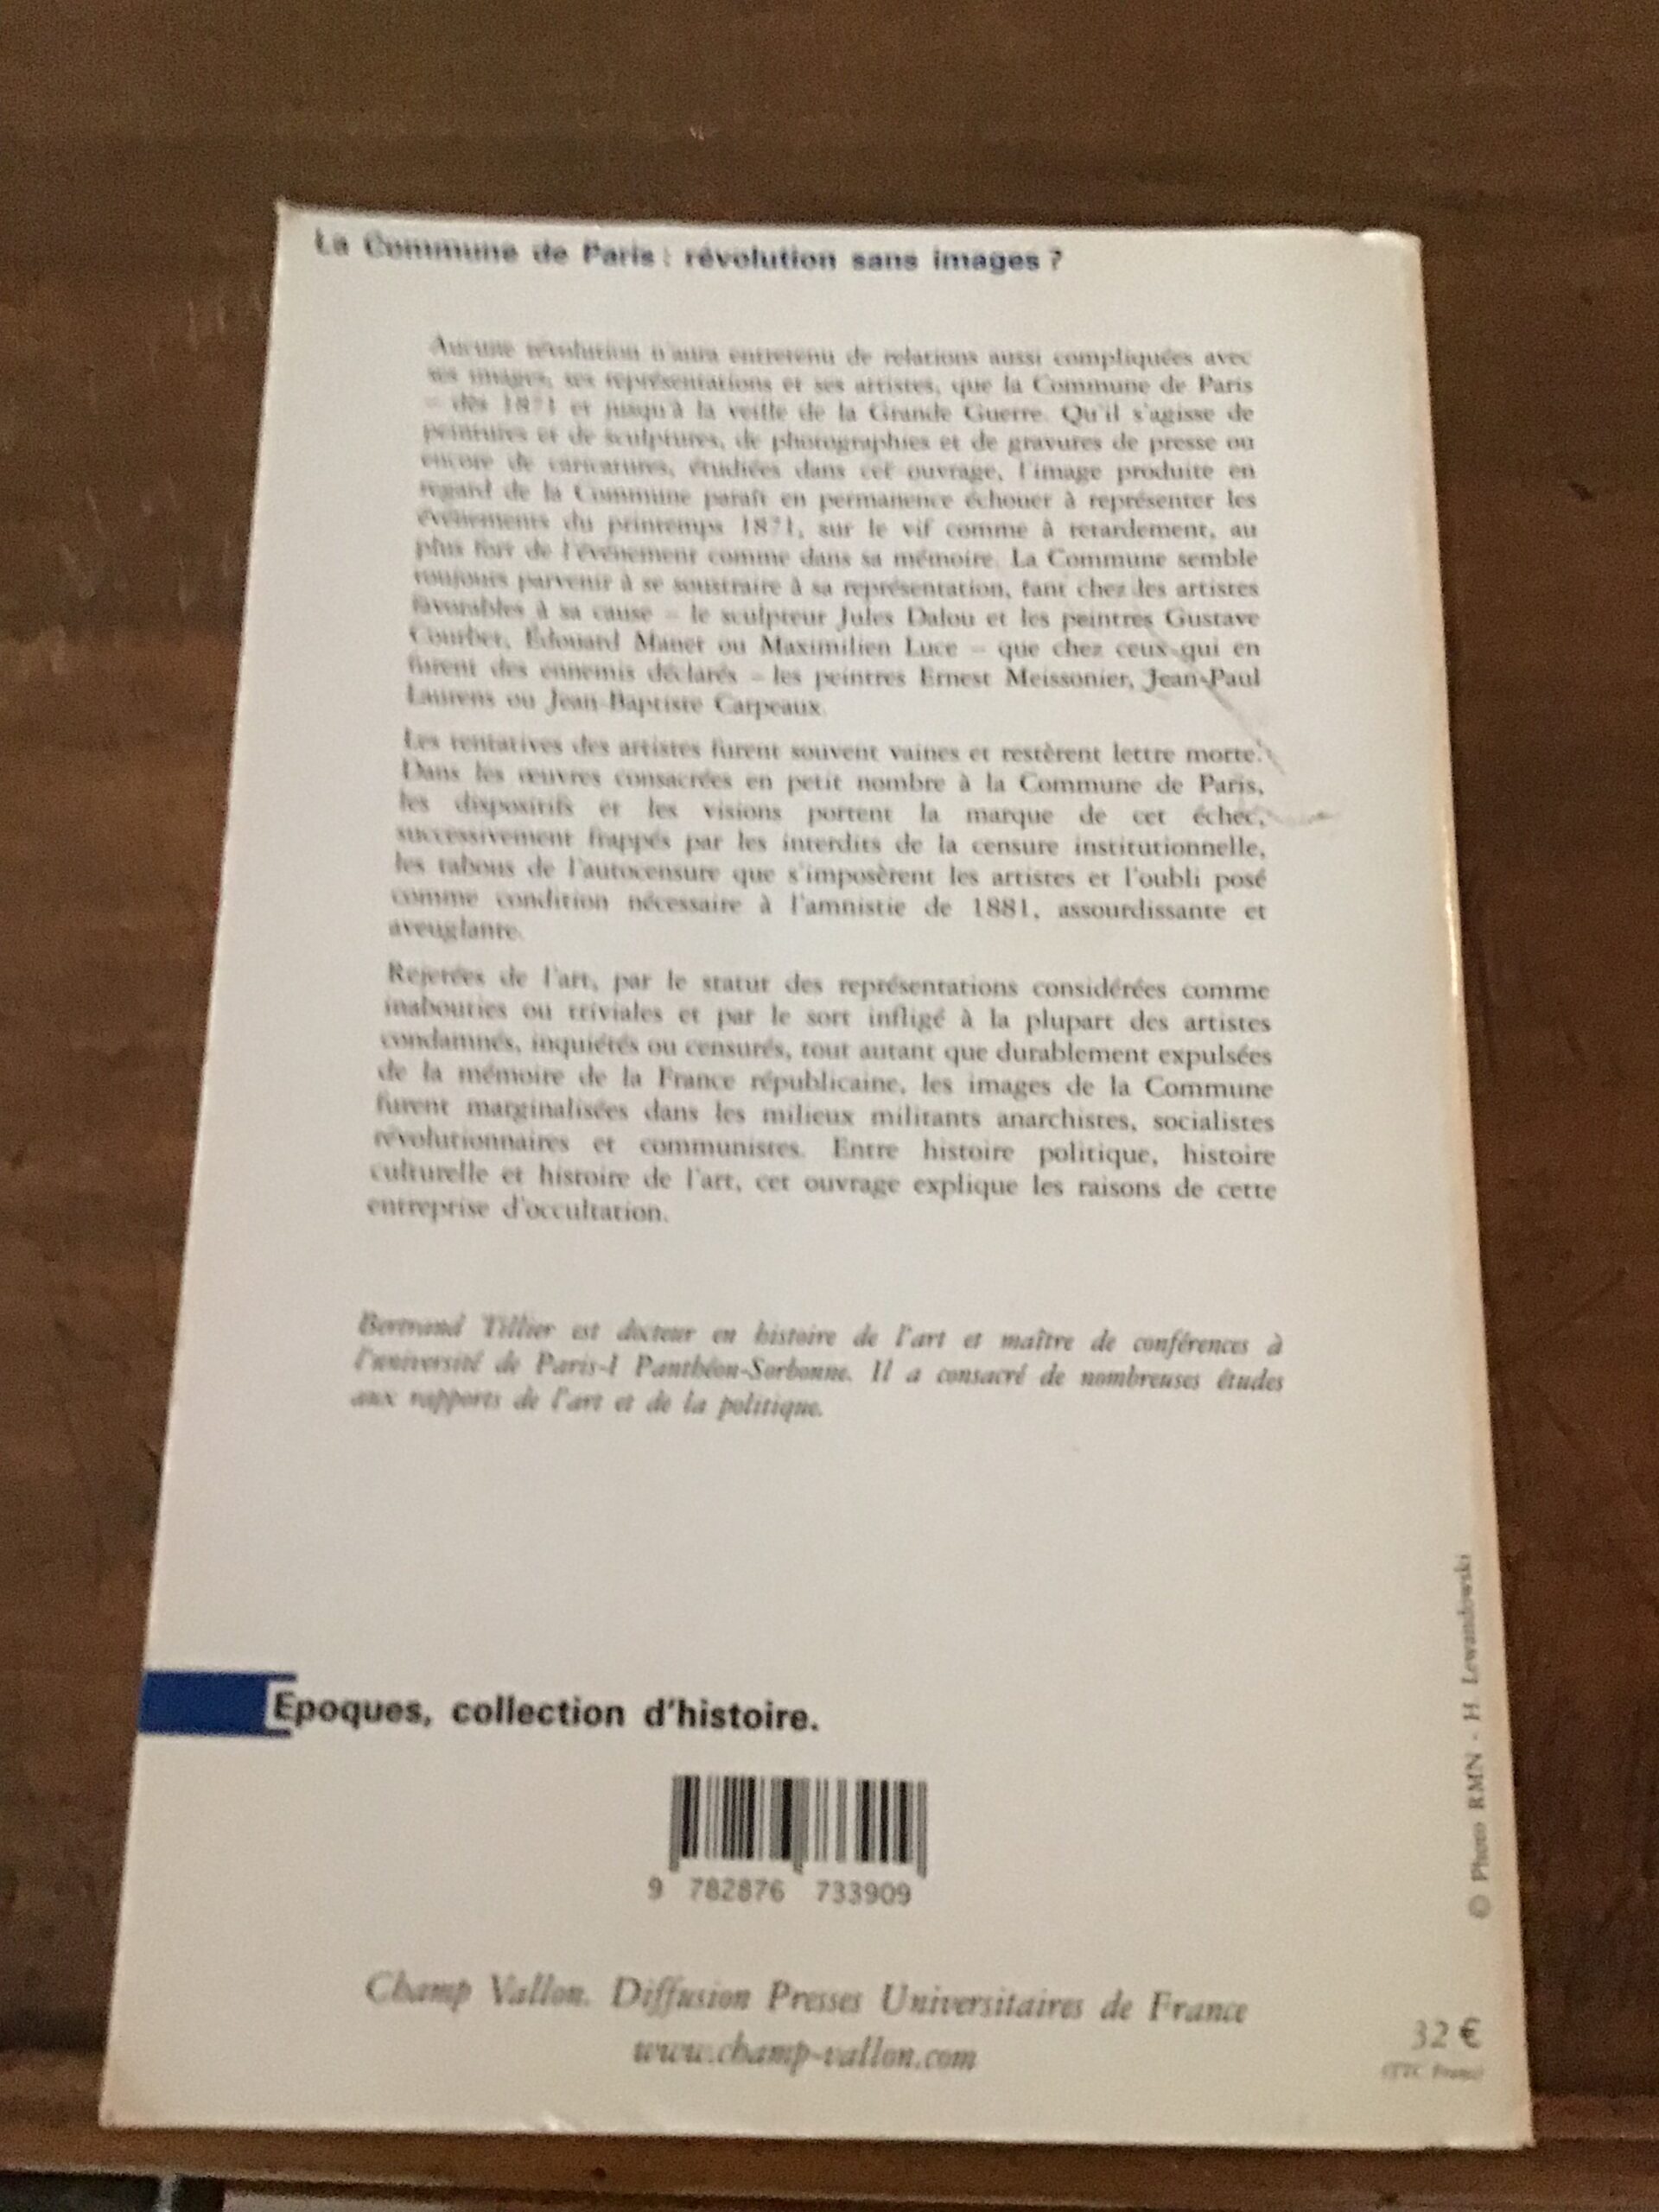 La Commune de Paris : révolution sans images ?
Aucune révolution n'aura entretenu de relations aussi compliquées avec
ses images, ses représentations et ses artistes, que la Commune de Paris
– dès 1871 et jusqu'à la veille de la Grande Guerre. Qu'il s'agisse de
peintures et de sculptures, de photographies et de gravures de presse ou
encore de caricatures, étudiées dans cet ouvrage, l'image produite en
regard de la Commune paraît en permanence échouer à représenter les
événements du printemps 1871, sur le vif comme à retardement, au
plus fort de l'événement comme dans sa mémoire. La Commune semble
toujours parvenir à se soustraire à sa représentation, tant chez les artistes
favorables à sa cause – le sculpteur Jules Dalou et les peintres Gustave
Courbet, Édouard Manet ou Maximilien Luce – que chez ceux qui en
furent des ennemis déclarés – les peintres Ernest Meissonier, Jean-Paul
Laurens ou Jean-Baptiste Carpeaux.
Les tentatives des artistes furent souvent vaines et restèrent lettre morte.
Dans les œuvres consacrées en petit nombre à la Commune de Paris,
les dispositifs et les visions portent la marque de cet échec,
successivement frappés par les interdits de la censure institutionnelle,
les tabous de l'autocensure que s'imposèrent les artistes et l'oubli posé
comme condition nécessaire à l'amnistie de 1881, assourdissante et
aveuglante.
Rejetées de l'art, par le statut des représentations considérées comme
inabouties ou triviales et par le sort infligé à la plupart des artistes
condamnés, inquiétés ou censurés, tout autant que durablement expulsées
de la mémoire de la France républicaine, les images de la Commune
furent marginalisées dans les milieux militants anarchistes, socialistes
révolutionnaires et communistes. Entre histoire politique, histoire
culturelle et histoire de l'art, cet ouvrage explique les raisons de cette
entreprise d'occultation.
Bertrand Tillier est docteur en histoire de l'art et maître de conférences à
l'université de Paris-I Panthéon-Sorbonne. Il a consacré de nombreuses études
aux rapports de l'art et de la politique.
Epoques, collection d'histoire.
9 782876 733909
Champ Vallon. Diffusion Presses Universitaires de France
www.champ-vallon.com
32 €
(TTC France)
© Photo RMN - H Lewandowski